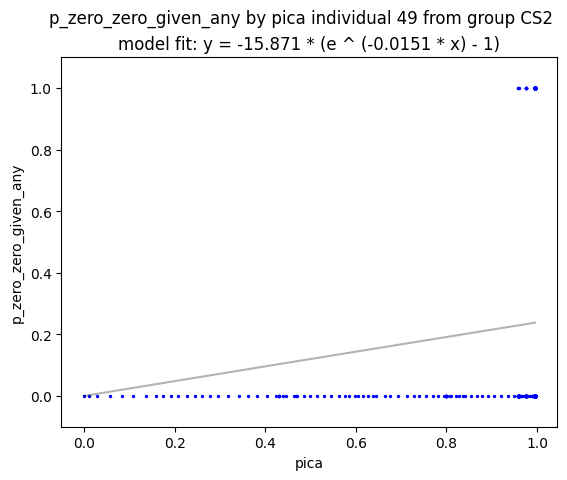 p_zero_zero_given_any by pica individual 49 from group CS2
model fit: y = -15.871 * (e ^ (-0.0151 * x) - 1)
1.0
0.8
0.6
0.4
0.2
0.0
p_zero_zero_given_any
0.0 0.2 0.4 0.6 0.8 1.0
pica